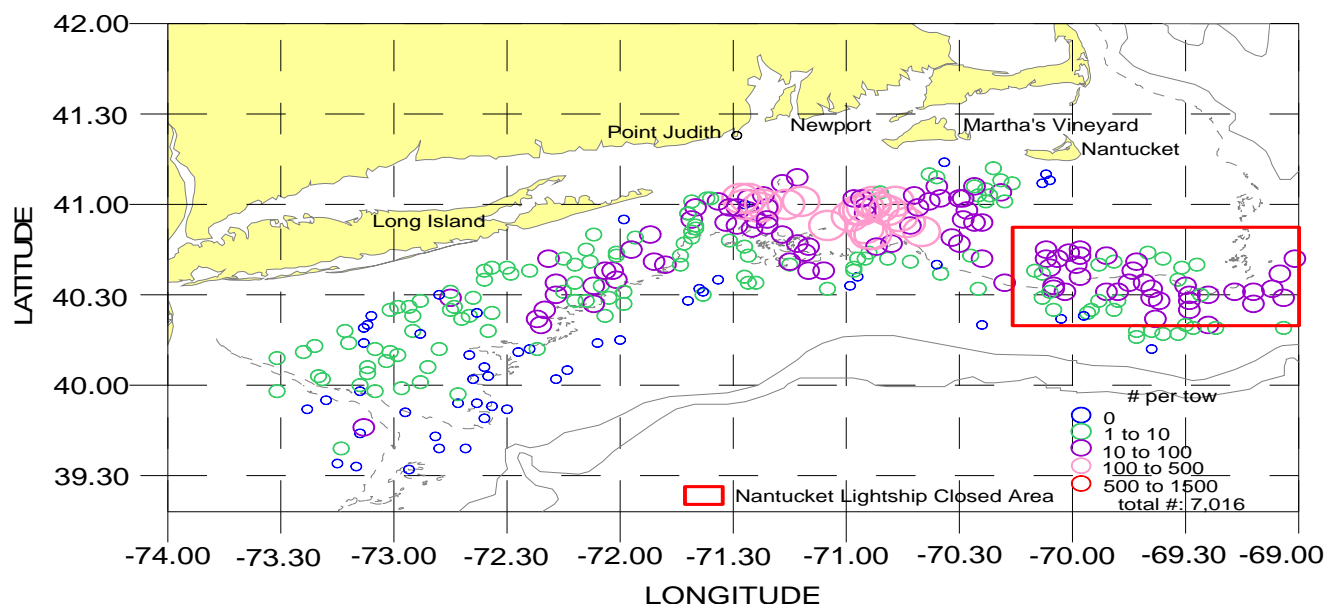 42.00
41.30
Point Judith
Newport
Martha's Vineyard
Nantucket
41.00
Long Island
LATITUDE
40.30
40.00
# per tow
0
1 to 10
10 to 100
39.30
100 to 500
Nantucket Lightship Closed Area
500 to 1500
total #: 7,016
-74.00 -73.30 -73.00 -72.30 -72.00 -71.30 -71.00 -70.30 -70.00 -69.30 -69.00
LONGITUDE